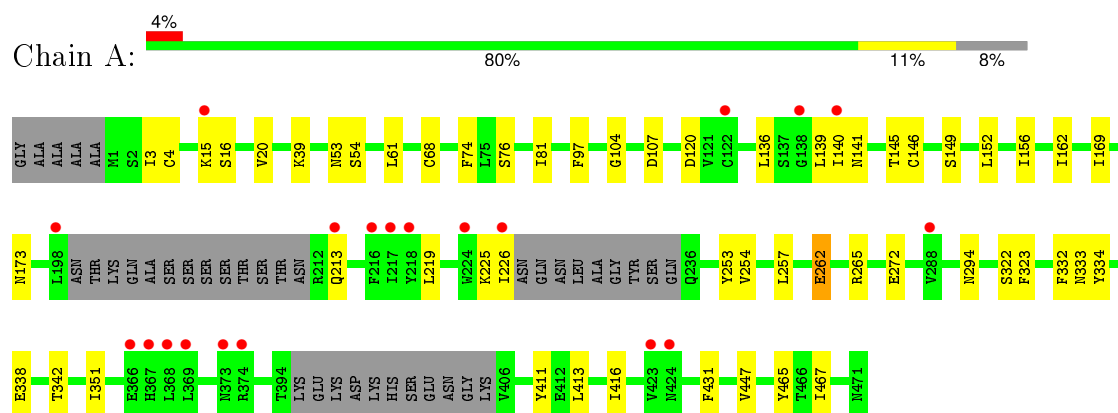 4%
Chain A:
80% 11% 8%
GLY ALA ALA ALA ALA M1 S2 I3 C4 K15 S16 V20 K39 N53 S54 L61 C68 F74 L75 S76 I81 F97 G104 D107 D120 V121 C122 L136 S137 G138 L139 I140 N141 T145 C146 S149 L152 I156 I162 I169
N173 L198 ASN THR LYS GLN ALA SER SER SER SER THR SER THR ASN R212 Q213 F216 I217 Y218 L219 W224 K225 I226 ASN GLN ASN LEU ALA GLY TYR SER GLN Q236 Y253 V254 L257 E262 R265 E272 V288 N294 S322 F323 F332 N333 Y334
E338 T342 I351 E366 H367 L368 L369 N373 R374 T394 LYS GLU LYS ASP LYS HIS SER GLU ASN GLY LYS V406 Y411 E412 L413 I416 V423 N424 F431 V447 Y465 T466 I467 N471